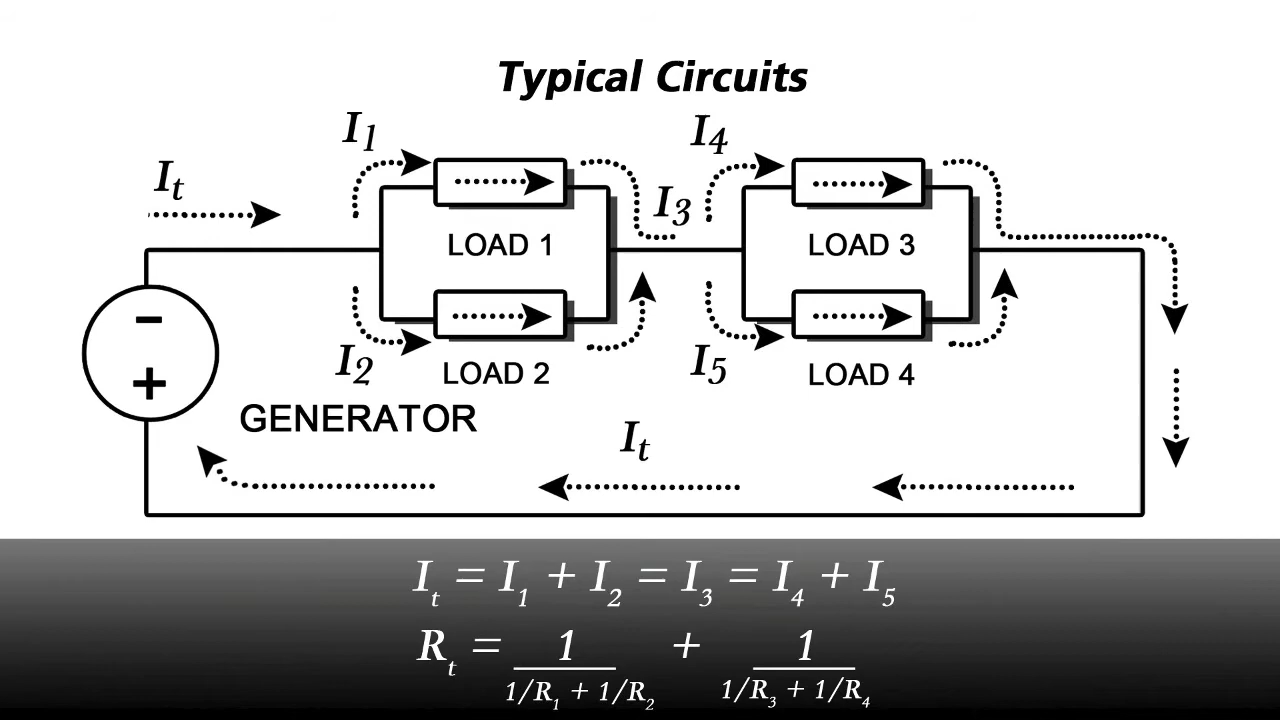 Typical Circuits
I₁
I₄
Iₜ
I₃
LOAD 1
LOAD 3
−
+
I₂
I₅
LOAD 2
LOAD 4
GENERATOR
Iₜ
Iₜ = I₁ + I₂ = I₃ = I₄ + I₅
Rₜ = 1/(1/R₁ + 1/R₂) + 1/(1/R₃ + 1/R₄)